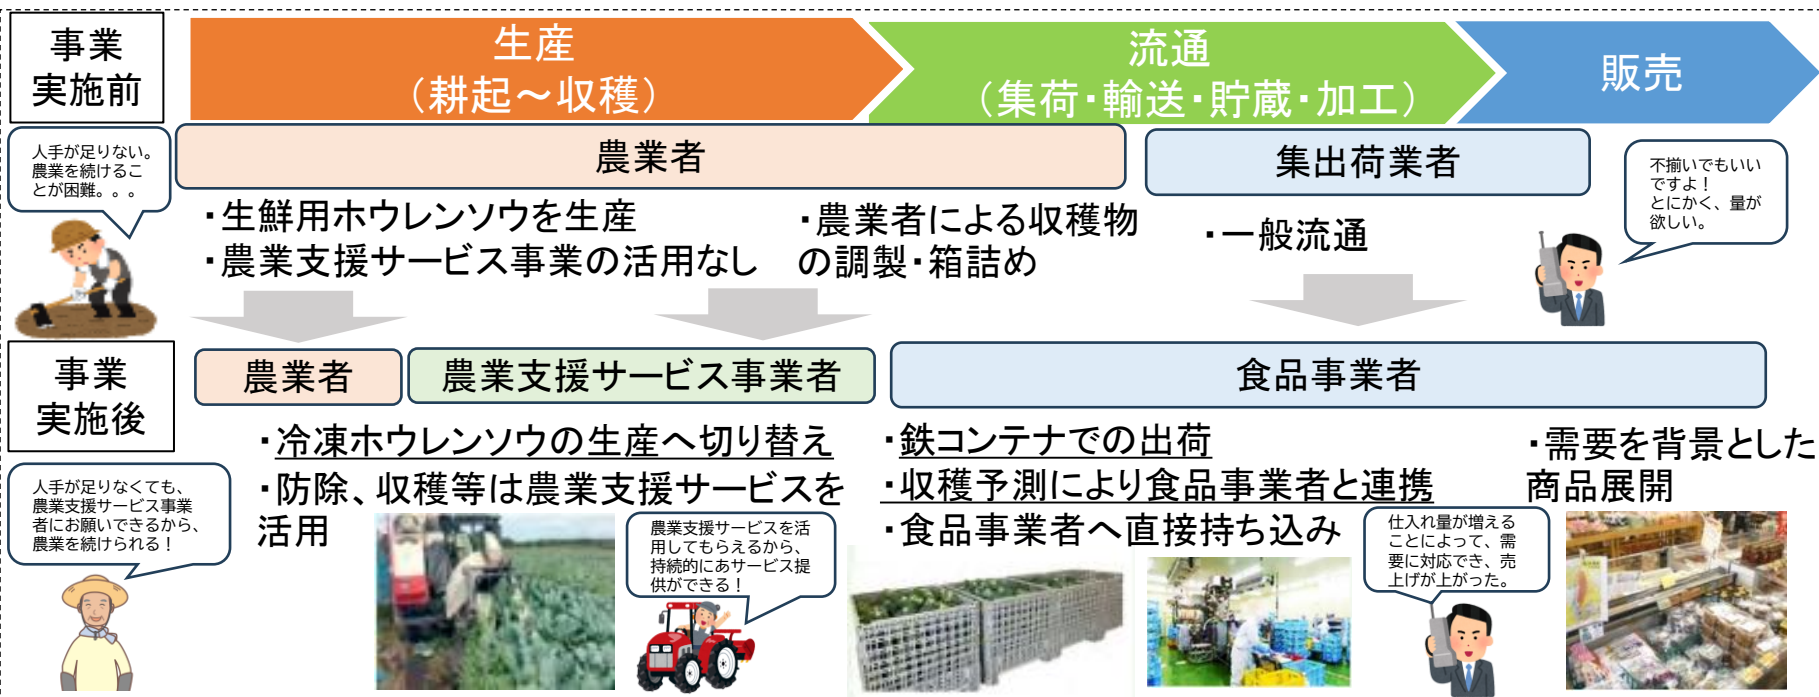 事業
実施前
生産
（耕起～収穫）
流通
（集荷・輸送・貯蔵・加工）
販売
人手が足りない。
農業を続けるこ
とが困難。。。
農業者
集出荷業者
不揃いでもいい
ですよ！
とにかく、量が
欲しい。
・生鮮用ホウレンソウを生産
・農業支援サービス事業の活用なし
・農業者による収穫物
の調製・箱詰め
・一般流通
事業
実施後
農業者
農業支援サービス事業者
食品事業者
・冷凍ホウレンソウの生産へ切り替え
・防除、収穫等は農業支援サービスを
活用
・鉄コンテナでの出荷
・収穫予測により食品事業者と連携
・食品事業者へ直接持ち込み
・需要を背景とした
商品展開
人手が足りなくても、
農業支援サービス事業
者にお願いできるから、
農業を続けられる！
農業支援サービスを活
用してもらえるから、
持続的にあサービス提
供ができる！
仕入れ量が増える
ことによって、需
要に対応でき、売
上げが上がった。